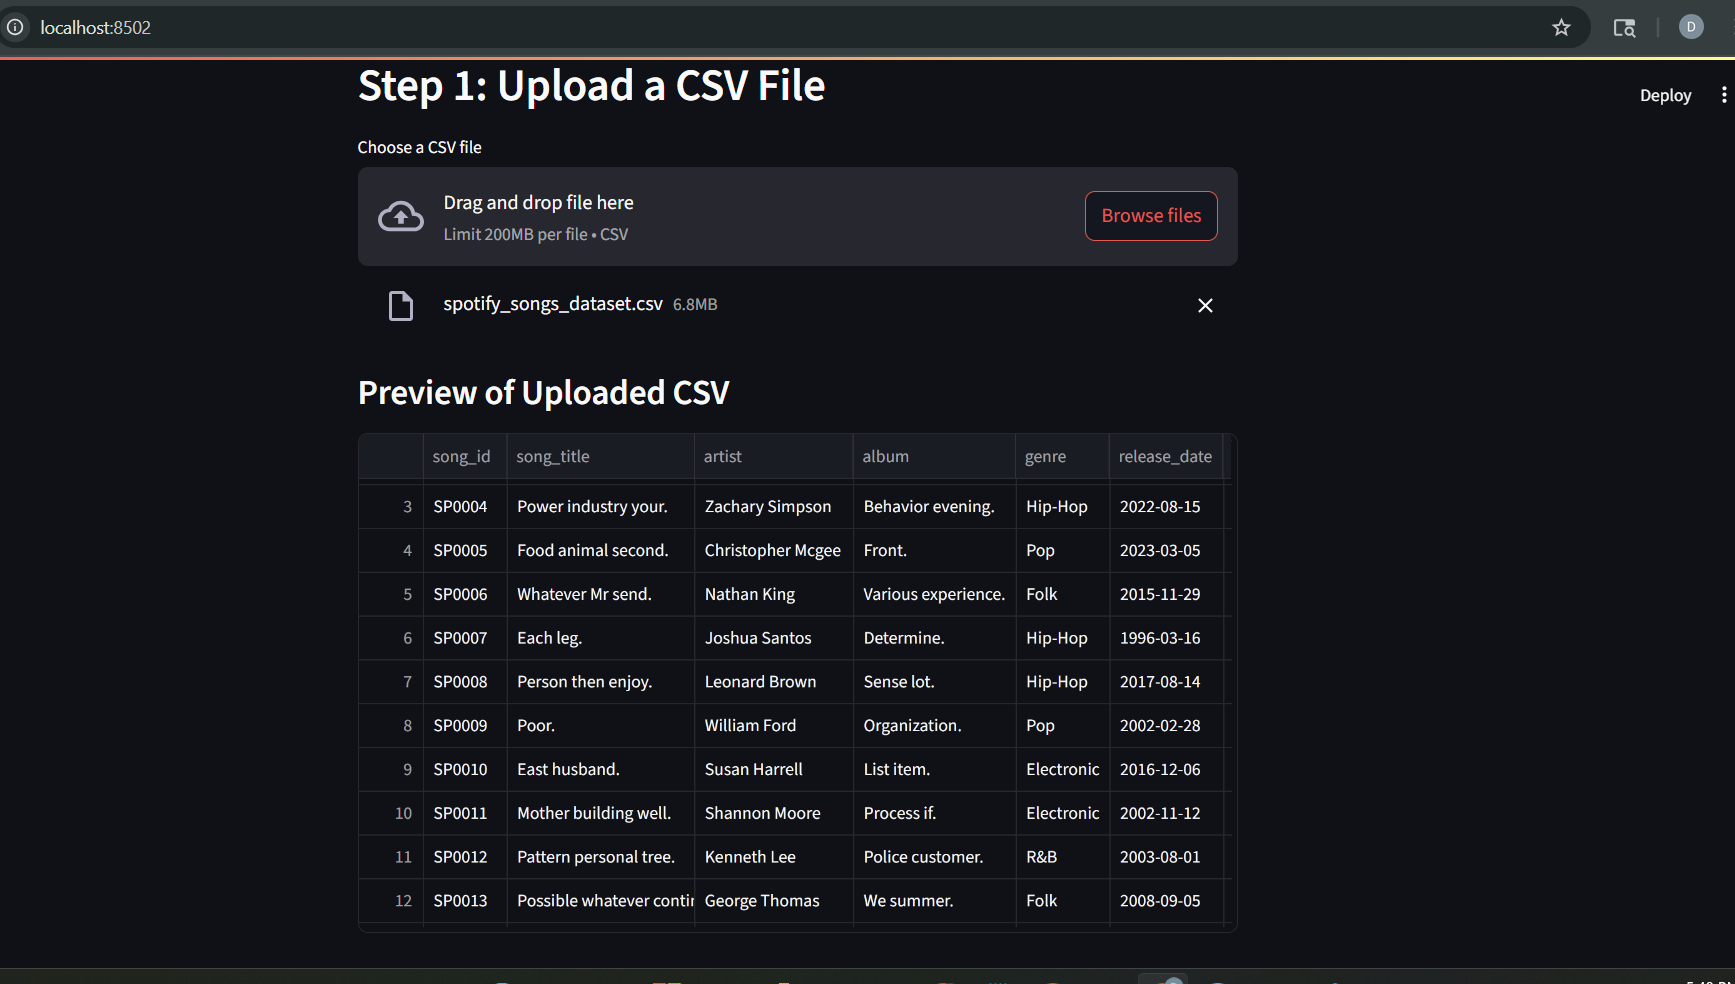 localhost:8502
D
Step 1: Upload a CSV File
Deploy
Choose a CSV file
Drag and drop file here
Limit 200MB per file • CSV
Browse files
spotify_songs_dataset.csv 6.8MB
Preview of Uploaded CSV
song_id song_title artist album genre release_date
3 SP0004 Power industry your. Zachary Simpson Behavior evening. Hip-Hop 2022-08-15
4 SP0005 Food animal second. Christopher Mcgee Front. Pop 2023-03-05
5 SP0006 Whatever Mr send. Nathan King Various experience. Folk 2015-11-29
6 SP0007 Each leg. Joshua Santos Determine. Hip-Hop 1996-03-16
7 SP0008 Person then enjoy. Leonard Brown Sense lot. Hip-Hop 2017-08-14
8 SP0009 Poor. William Ford Organization. Pop 2002-02-28
9 SP0010 East husband. Susan Harrell List item. Electronic 2016-12-06
10 SP0011 Mother building well. Shannon Moore Process if. Electronic 2002-11-12
11 SP0012 Pattern personal tree. Kenneth Lee Police customer. R&B 2003-08-01
12 SP0013 Possible whatever contin George Thomas We summer. Folk 2008-09-05